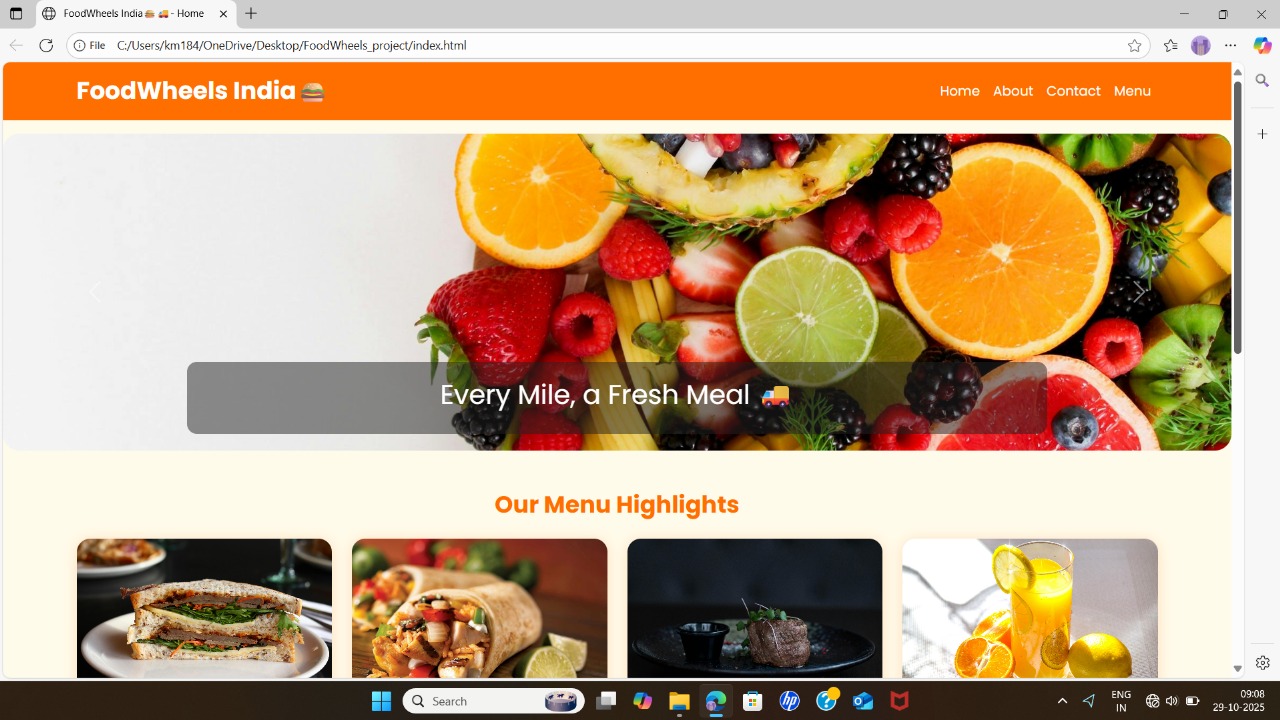 FoodWheels India🍔 🚚 - Home
File C:/Users/km184/OneDrive/Desktop/FoodWheels_project/index.html
FoodWheels India 🍔
Home About Contact Menu
Every Mile, a Fresh Meal 🚚
Our Menu Highlights
Search
ENG
IN
09:08
29-10-2025